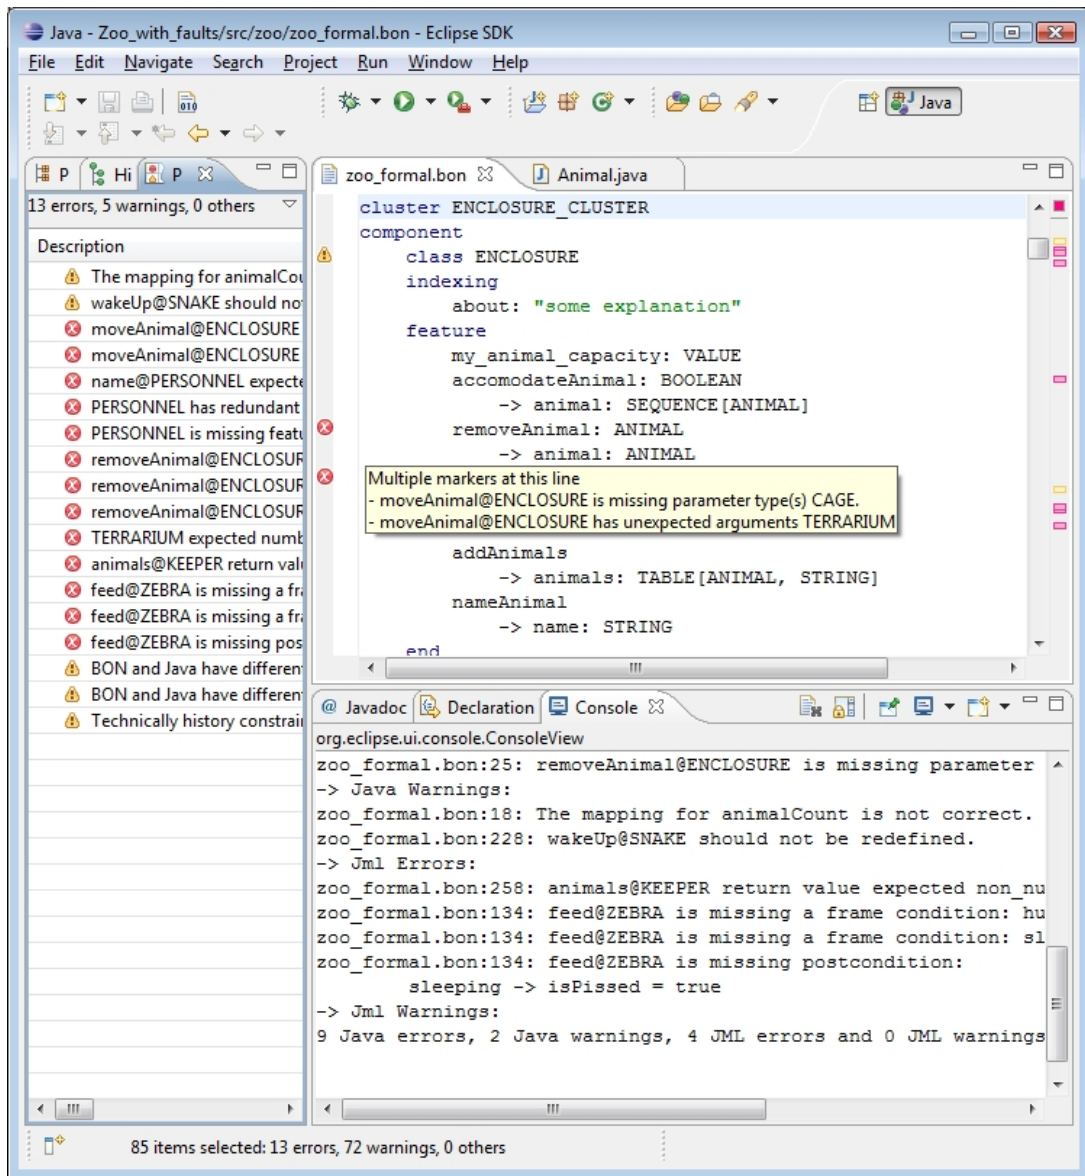 Java - Zoo_with_faults/src/zoo/zoo_formal.bon - Eclipse SDK
File Edit Navigate Search Project Run Window Help
010
Java
P Hi P
13 errors, 5 warnings, 0 others
Description
The mapping for animalCou
wakeUp@SNAKE should no
moveAnimal@ENCLOSURE
moveAnimal@ENCLOSURE
name@PERSONNEL expecte
PERSONNEL has redundant
PERSONNEL is missing featu
removeAnimal@ENCLOSUR
removeAnimal@ENCLOSUR
removeAnimal@ENCLOSUR
TERRARIUM expected numb
animals@KEEPER return valu
feed@ZEBRA is missing a fra
feed@ZEBRA is missing a fra
feed@ZEBRA is missing pos
BON and Java have differen
BON and Java have differen
Technically history constrai
zoo_formal.bon Animal.java
cluster ENCLOSURE_CLUSTER
component
class ENCLOSURE
indexing
about: "some explanation"
feature
my_animal_capacity: VALUE
accomodateAnimal: BOOLEAN
-> animal: SEQUENCE[ANIMAL]
removeAnimal: ANIMAL
-> animal: ANIMAL
Multiple markers at this line
- moveAnimal@ENCLOSURE is missing parameter type(s) CAGE.
- moveAnimal@ENCLOSURE has unexpected arguments TERRARIUM
addAnimals
-> animals: TABLE[ANIMAL, STRING]
nameAnimal
-> name: STRING
end
@ Javadoc Declaration Console
org.eclipse.ui.console.ConsoleView
zoo_formal.bon:25: removeAnimal@ENCLOSURE is missing parameter
-> Java Warnings:
zoo_formal.bon:18: The mapping for animalCount is not correct.
zoo_formal.bon:228: wakeUp@SNAKE should not be redefined.
-> Jml Errors:
zoo_formal.bon:258: animals@KEEPER return value expected non_nu
zoo_formal.bon:134: feed@ZEBRA is missing a frame condition: hu
zoo_formal.bon:134: feed@ZEBRA is missing a frame condition: sl
zoo_formal.bon:134: feed@ZEBRA is missing postcondition:
sleeping -> isPissed = true
-> Jml Warnings:
9 Java errors, 2 Java warnings, 4 JML errors and 0 JML warnings
85 items selected: 13 errors, 72 warnings, 0 others